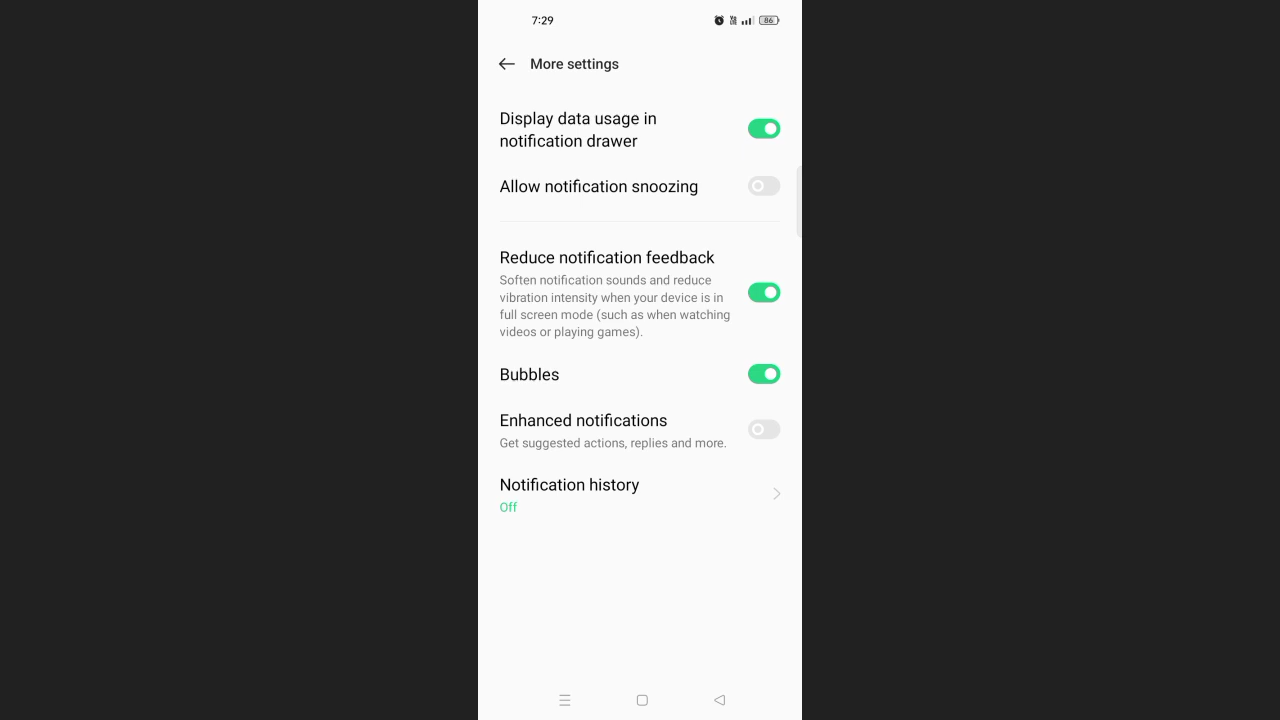 7:29
86
More settings
Display data usage in
notification drawer
Allow notification snoozing
Reduce notification feedback
Soften notification sounds and reduce
vibration intensity when your device is in
full screen mode (such as when watching
videos or playing games).
Bubbles
Enhanced notifications
Get suggested actions, replies and more.
Notification history
Off